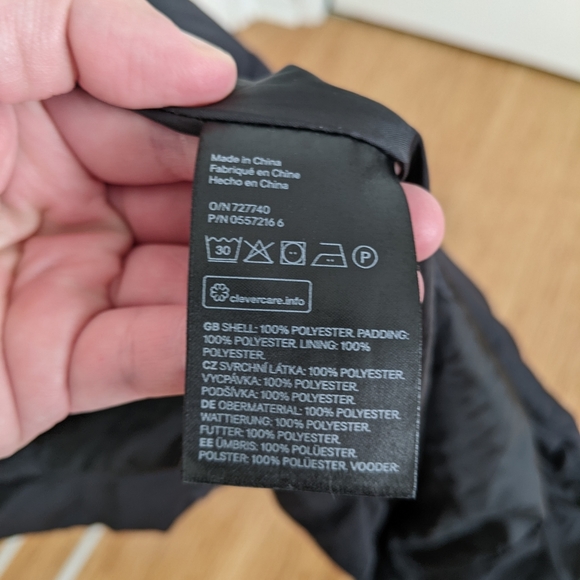 Made in China
Fabriqué en Chine
Hecho en China
O/N 727740
P/N 0557216 6
30
P
clevercare.info
GB SHELL: 100% POLYESTER. PADDING:
100% POLYESTER. LINING: 100%
POLYESTER.
CZ SVRCHNÍ LÁTKA: 100% POLYESTER.
VYCPÁVKA: 100% POLYESTER.
PODŠÍVKA: 100% POLYESTER.
DE OBERMATERIAL: 100% POLYESTER.
WATTIERUNG: 100% POLYESTER.
FUTTER: 100% POLYESTER.
EE ÜMBRIS: 100% POLÜESTER.
POLSTER: 100% POLÜESTER. VOODER: